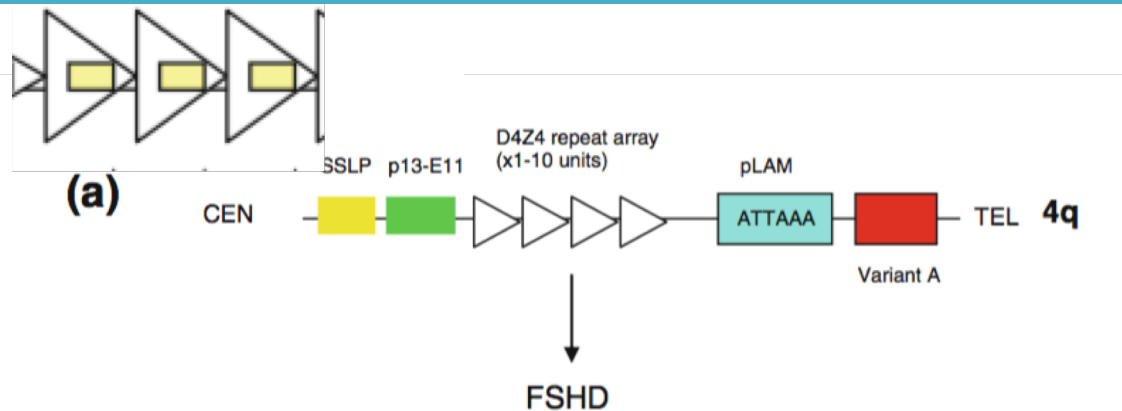 D4Z4 repeat array
(x1-10 units)
SSLP p13-E11
pLAM
(a)
CEN
ATTAAA
TEL 4q
Variant A
FSHD